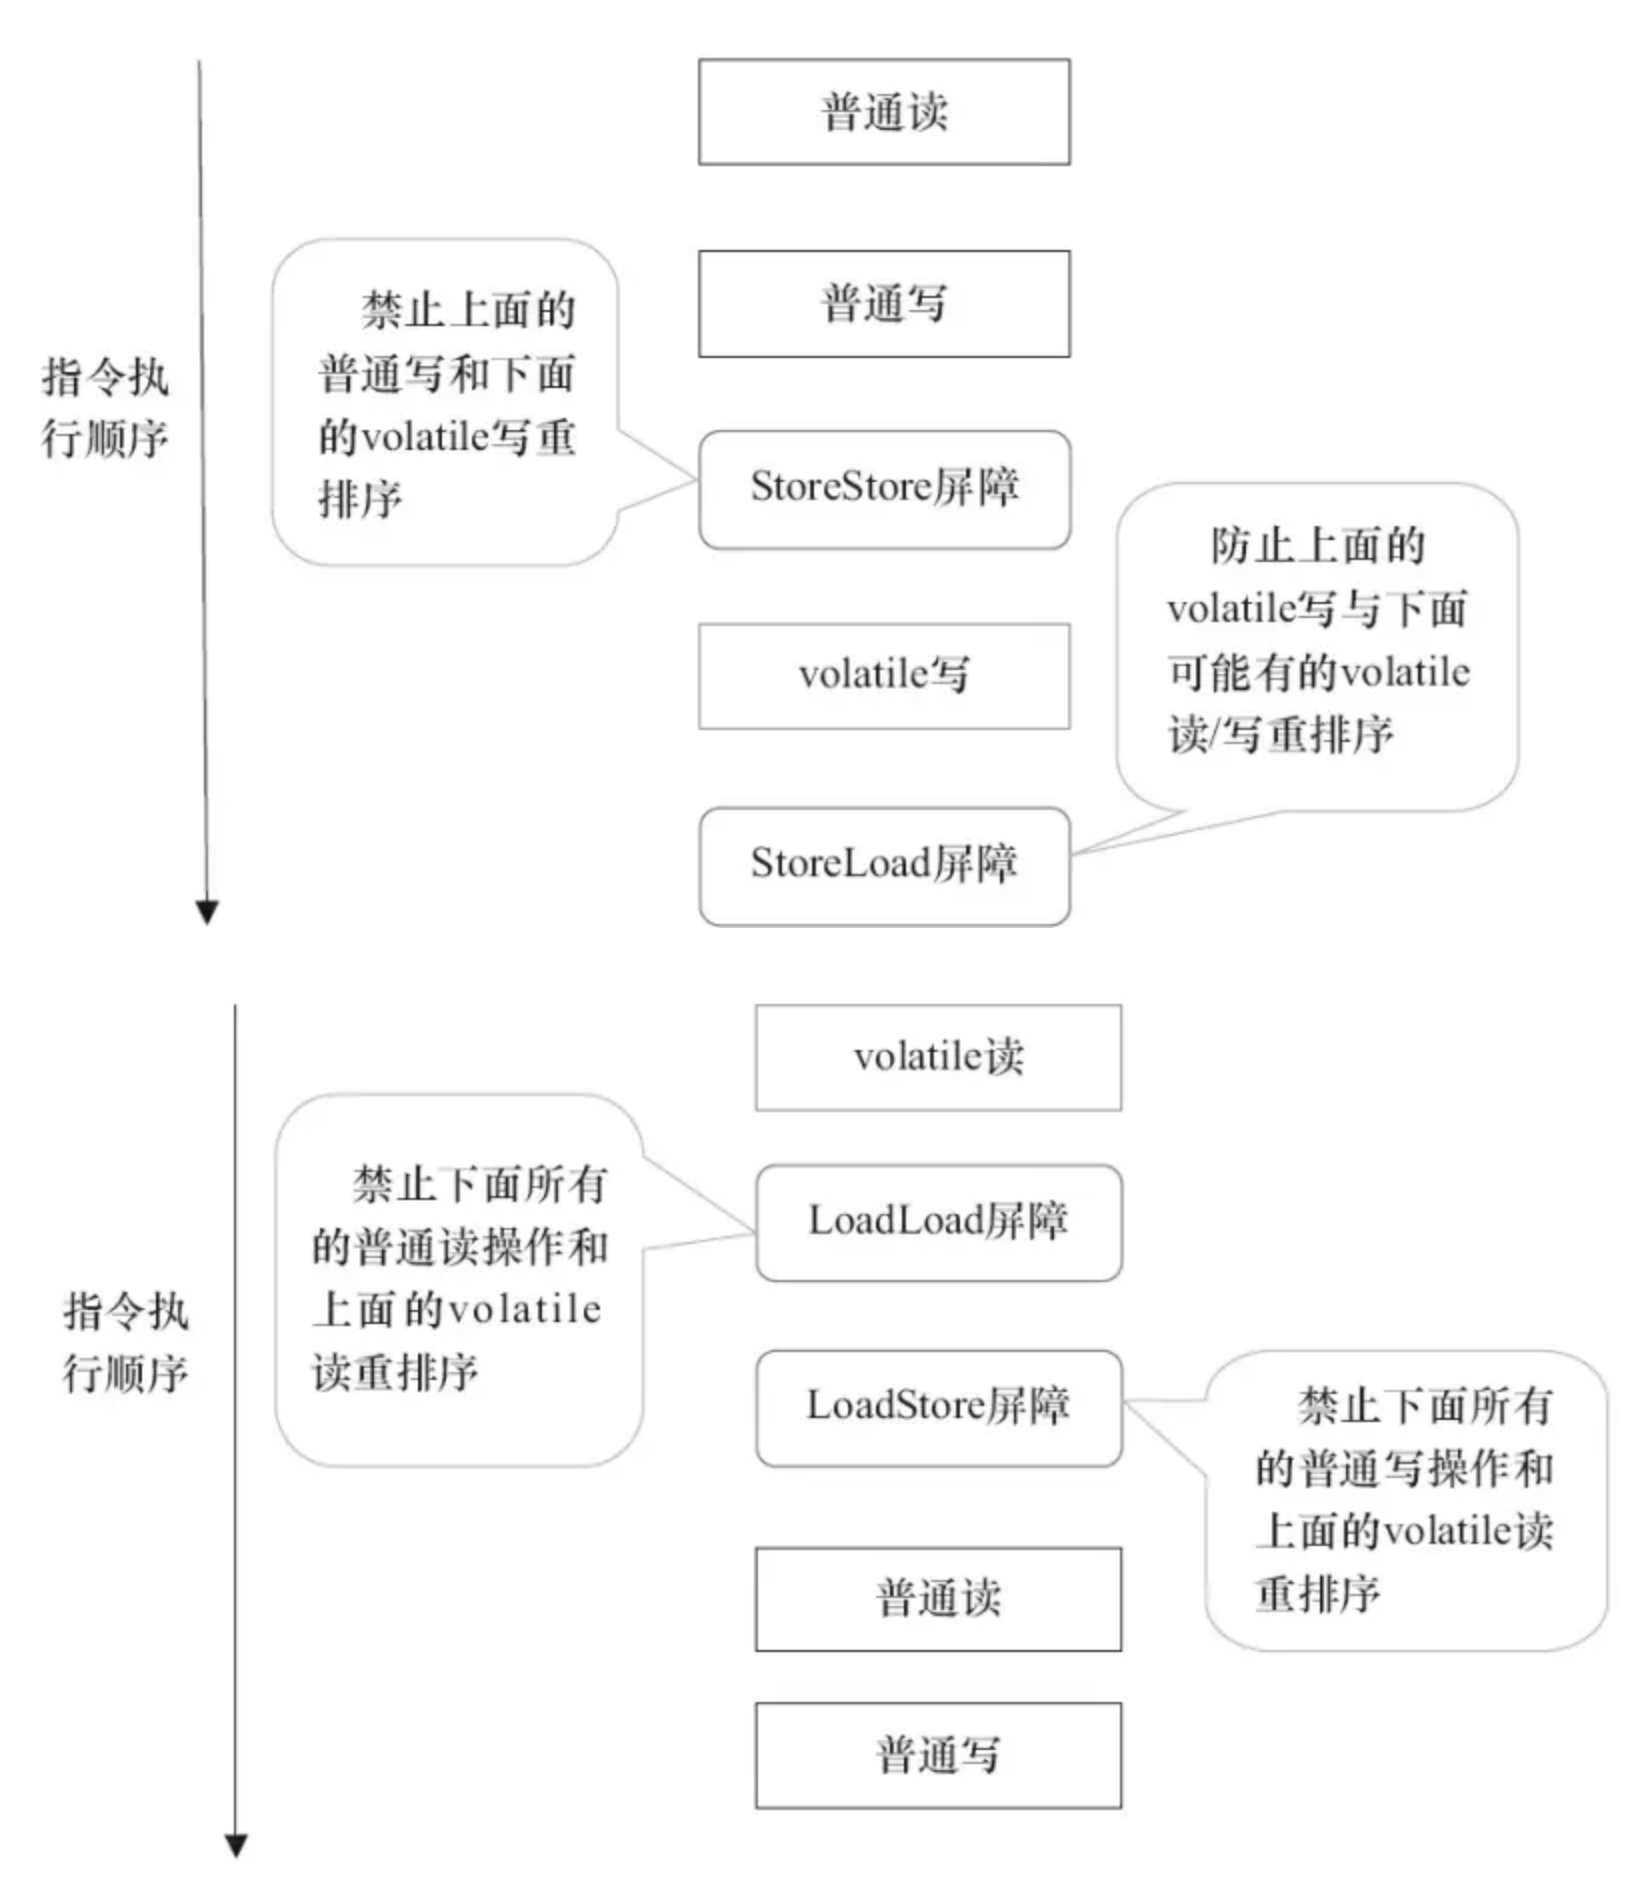 普通读
普通写
指令执
行顺序
禁止上面的
普通写和下面
的volatile写重
排序
StoreStore屏障
防止上面的
volatile写与下面
可能有的volatile
读/写重排序
volatile写
StoreLoad屏障
volatile读
禁止下面所有
的普通读操作和
上面的volatile
读重排序
LoadLoad屏障
指令执
行顺序
LoadStore屏障
禁止下面所有
的普通写操作和
上面的volatile读
重排序
普通读
普通写